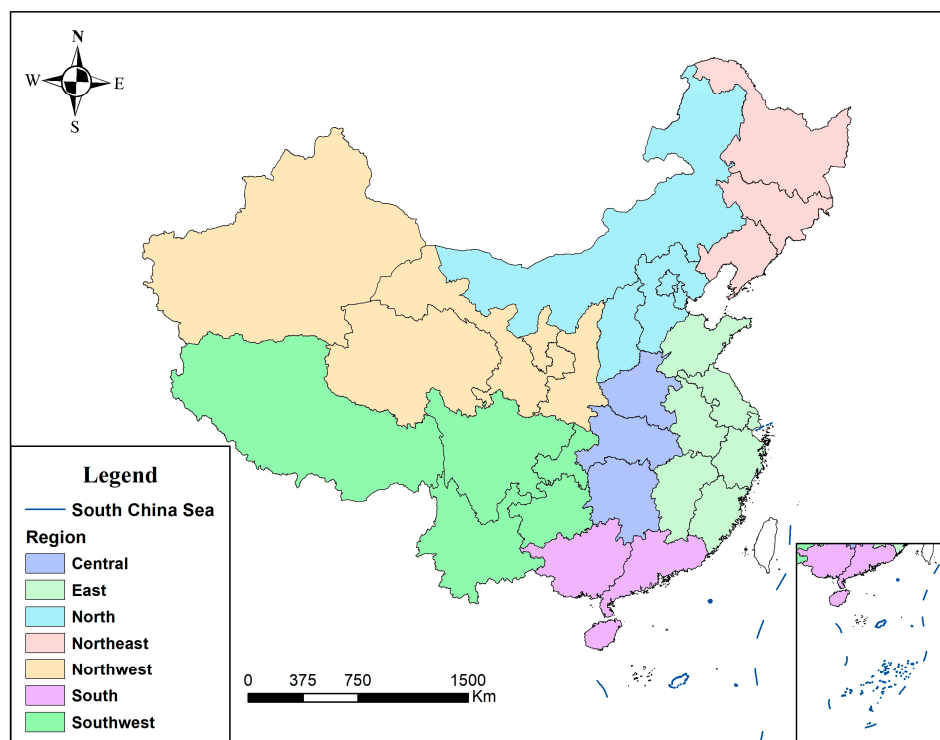 N
W E
S
Legend
South China Sea
Region
Central
East
North
Northeast
Northwest
South
Southwest
0 375 750 1500
Km